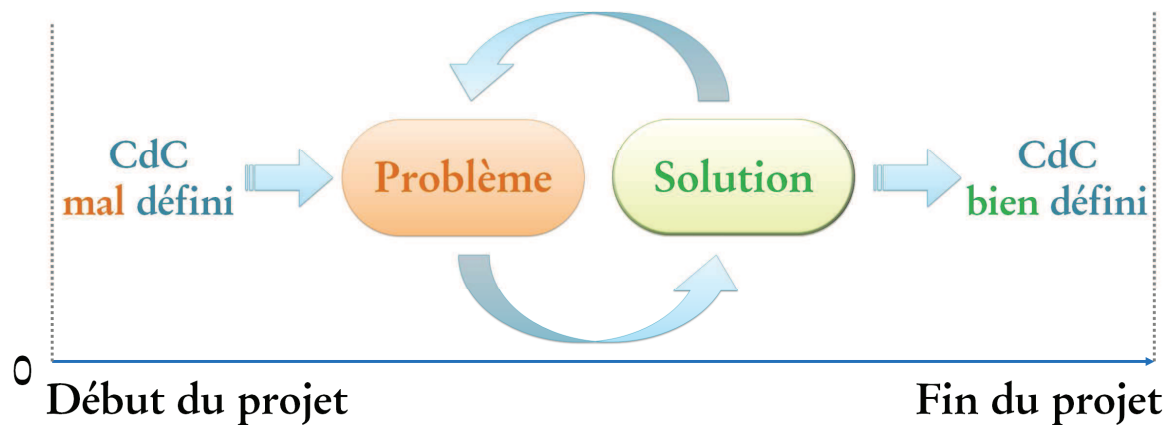 CdC
mal défini
Problème
Solution
CdC
bien défini
0
Début du projet
Fin du projet